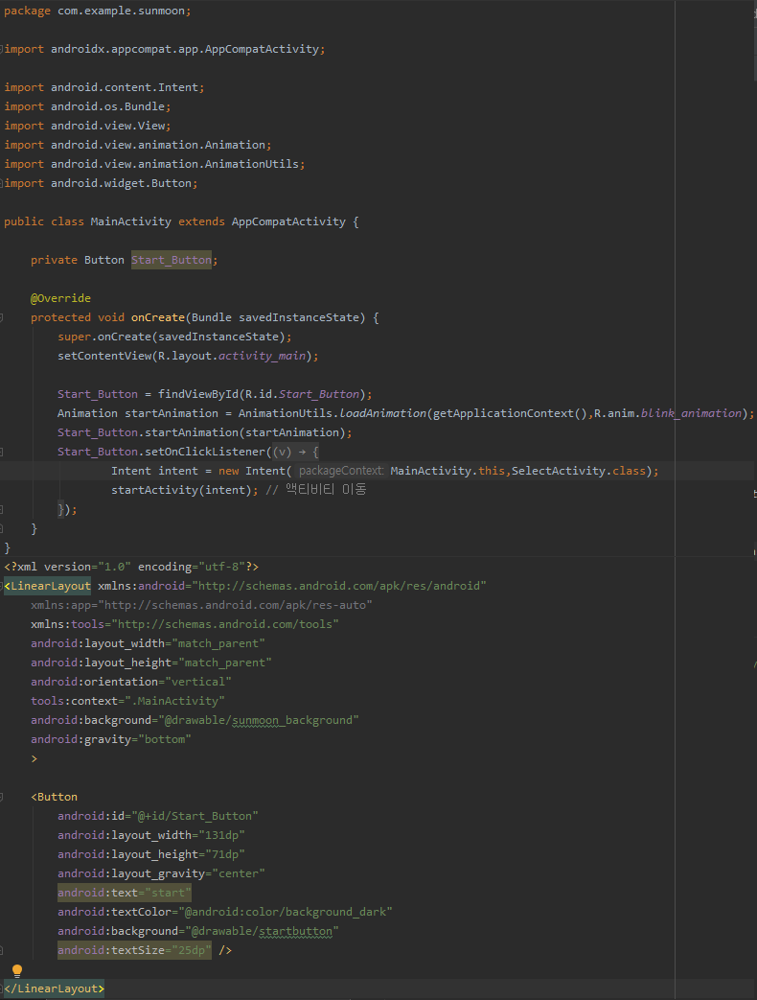 package com.example.sunmoon;
import androidx.appcompat.app.AppCompatActivity;
import android.content.Intent;
import android.os.Bundle;
import android.view.View;
import android.view.animation.Animation;
import android.view.animation.AnimationUtils;
import android.widget.Button;
public class MainActivity extends AppCompatActivity {
private Button Start_Button;
@Override
protected void onCreate(Bundle savedInstanceState) {
super.onCreate(savedInstanceState);
setContentView(R.layout.activity_main);
Start_Button = findViewById(R.id.Start_Button);
Animation startAnimation = AnimationUtils.loadAnimation(getApplicationContext(),R.anim.blink_animation);
Start_Button.startAnimation(startAnimation);
Start_Button.setOnClickListener((v) → {
Intent intent = new Intent( packageContext: MainActivity.this,SelectActivity.class);
startActivity(intent); // 액티비티 이동
});
}
}
<?xml version="1.0" encoding="utf-8"?>
<LinearLayout xmlns:android="http://schemas.android.com/apk/res/android"
xmlns:app="http://schemas.android.com/apk/res-auto"
xmlns:tools="http://schemas.android.com/tools"
android:layout_width="match_parent"
android:layout_height="match_parent"
android:orientation="vertical"
tools:context=".MainActivity"
android:background="@drawable/sunmoon_background"
android:gravity="bottom"
>
<Button
android:id="@+id/Start_Button"
android:layout_width="131dp"
android:layout_height="71dp"
android:layout_gravity="center"
android:text="start"
android:textColor="@android:color/background_dark"
android:background="@drawable/startbutton"
android:textSize="25dp" />
</LinearLayout>